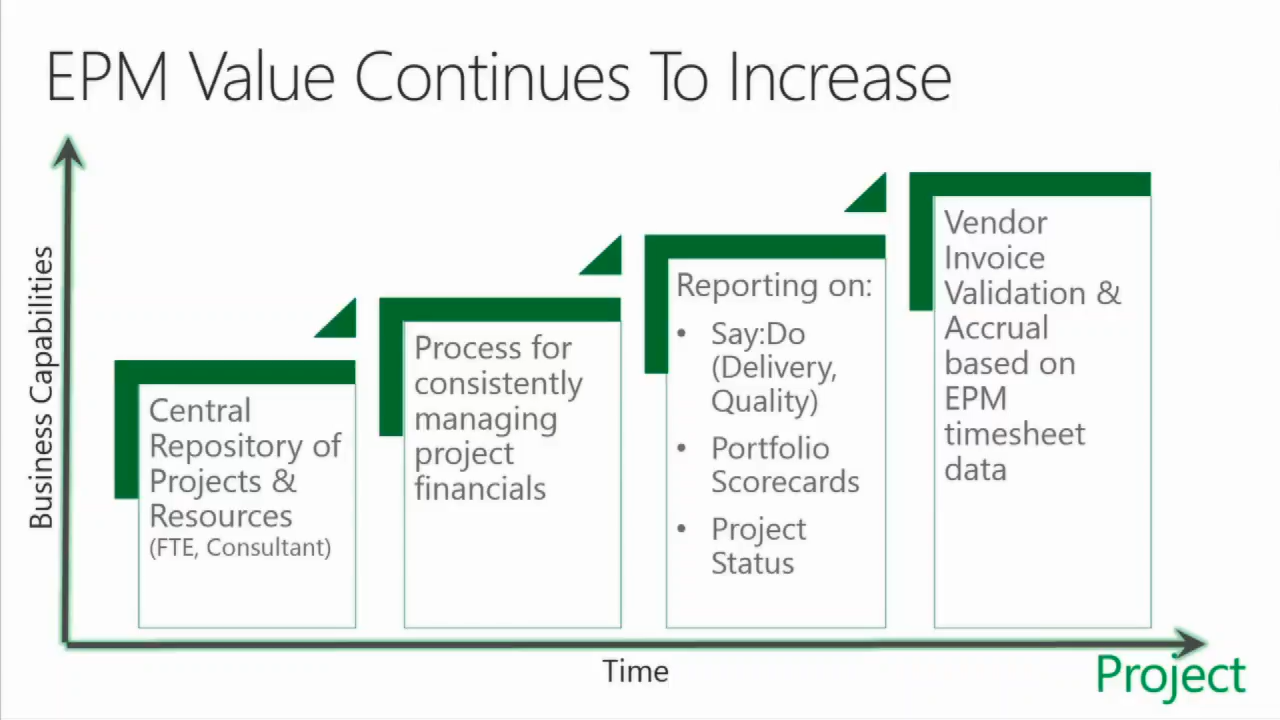 EPM Value Continues To Increase
Business Capabilities
Central
Repository of
Projects &
Resources
(FTE, Consultant)
Process for
consistently
managing
project
financials
Reporting on:
• Say:Do
(Delivery,
Quality)
• Portfolio
Scorecards
• Project
Status
Vendor
Invoice
Validation &
Accrual
based on
EPM
timesheet
data
Time
Project